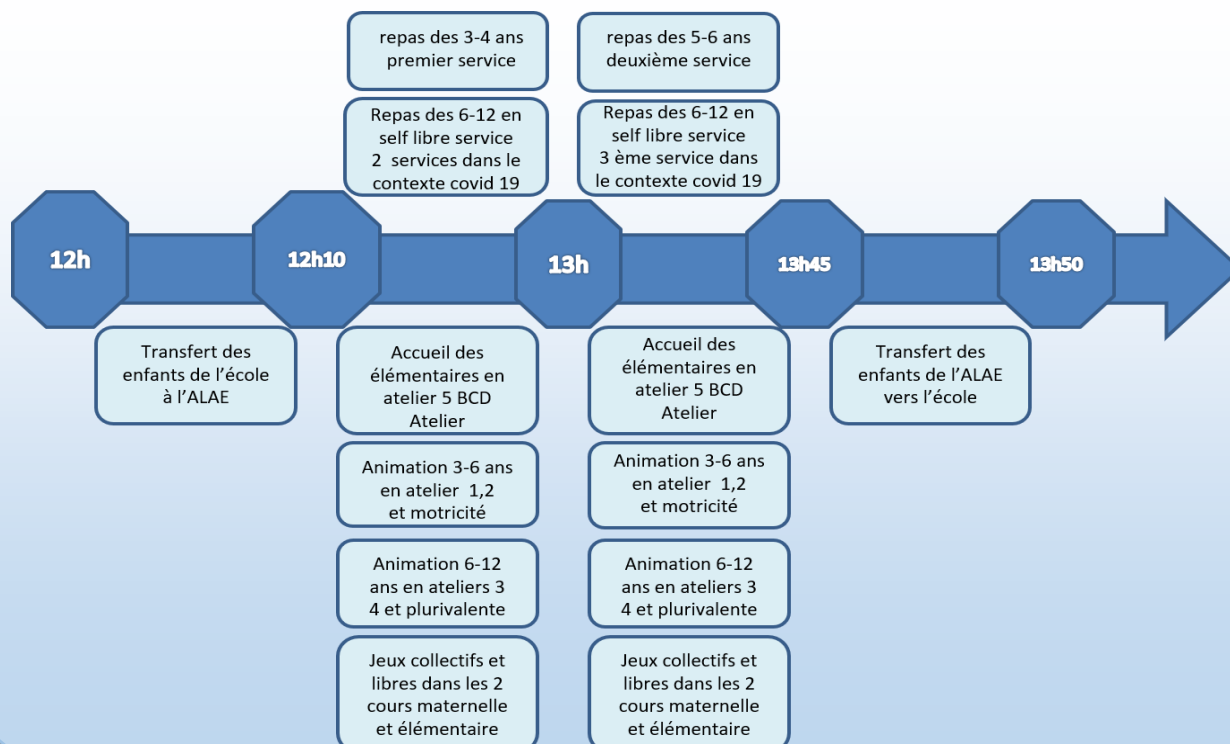 repas des 3-4 ans
premier service
repas des 5-6 ans
deuxième service
Repas des 6-12 en
self libre service
2 services dans le
contexte covid 19
Repas des 6-12 en
self libre service
3 ème service dans
le contexte covid 19
12h
12h10
13h
13h45
13h50
Transfert des
enfants de l'école
à l'ALAE
Accueil des
élémentaires en
atelier 5 BCD
Atelier
Accueil des
élémentaires en
atelier 5 BCD
Atelier
Transfert des
enfants de l'ALAE
vers l'école
Animation 3-6 ans
en atelier 1,2
et motricité
Animation 3-6 ans
en atelier 1,2
et motricité
Animation 6-12
ans en ateliers 3
4 et plurivalente
Animation 6-12
ans en ateliers 3
4 et plurivalente
Jeux collectifs et
libres dans les 2
cours maternelle
et élémentaire
Jeux collectifs et
libres dans les 2
cours maternelle
et élémentaire